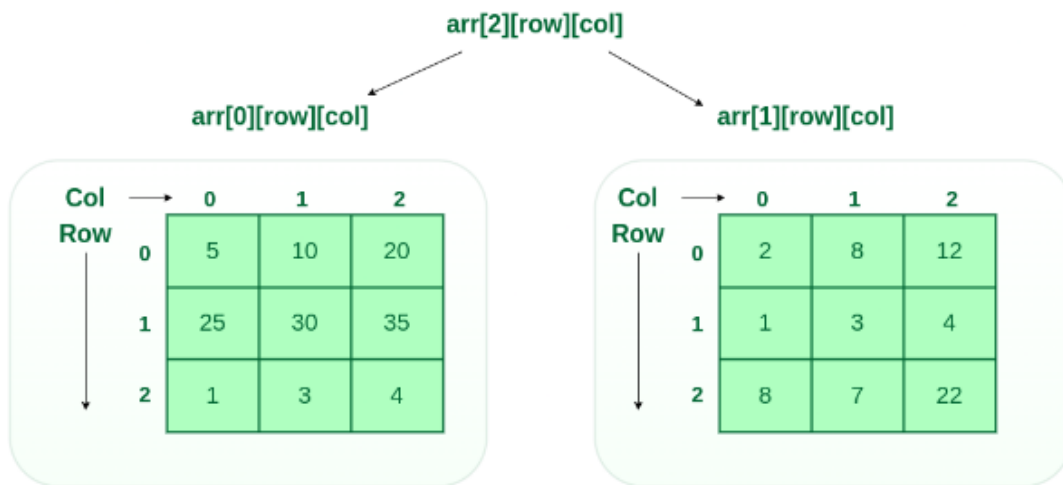 arr[2][row][col]
arr[0][row][col]
Col 0 1 2
Row
0 5 10 20
1 25 30 35
2 1 3 4
arr[1][row][col]
Col 0 1 2
Row
0 2 8 12
1 1 3 4
2 8 7 22